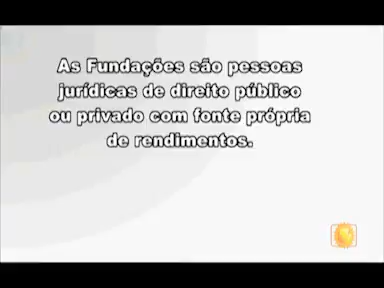 As Fundações são pessoas
jurídicas de direito público
ou privado com fonte própria
de rendimentos.